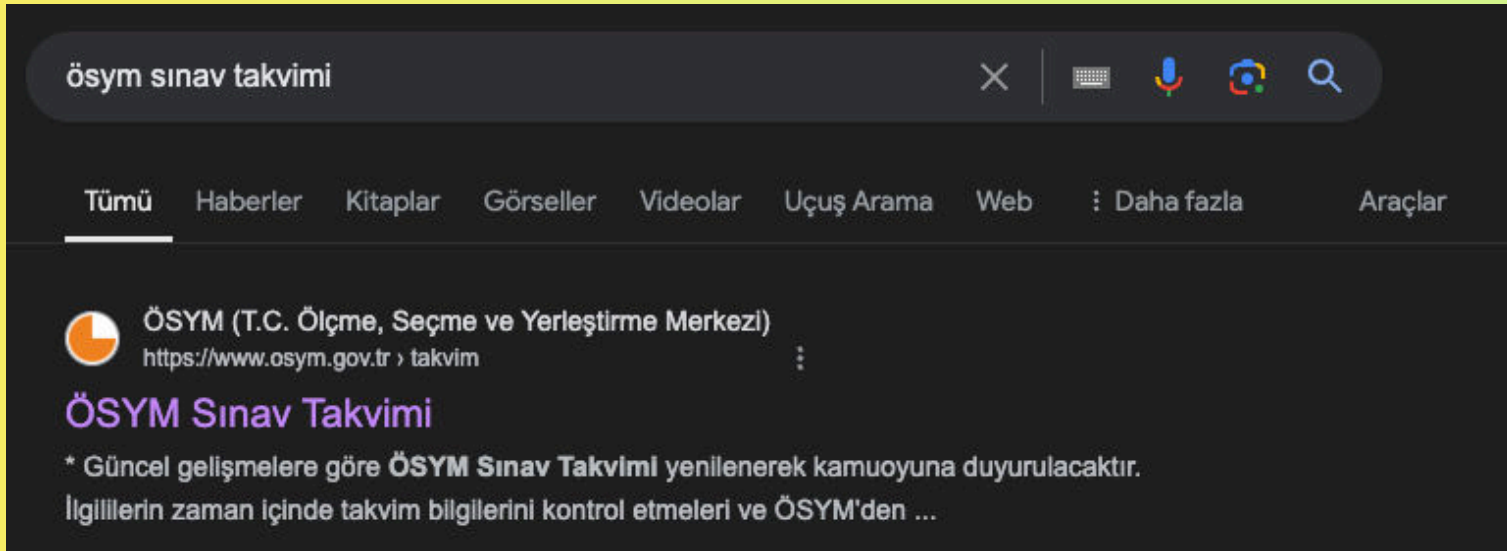 ösym sınav takvimi
Tümü Haberler Kitaplar Görseller Videolar Uçuş Arama Web Daha fazla Araçlar
ÖSYM (T.C. Ölçme, Seçme ve Yerleştirme Merkezi)
https://www.osym.gov.tr › takvim
ÖSYM Sınav Takvimi
* Güncel gelişmelere göre ÖSYM Sınav Takvimi yenilenerek kamuoyuna duyurulacaktır.
İlgililerin zaman içinde takvim bilgilerini kontrol etmeleri ve ÖSYM'den ...